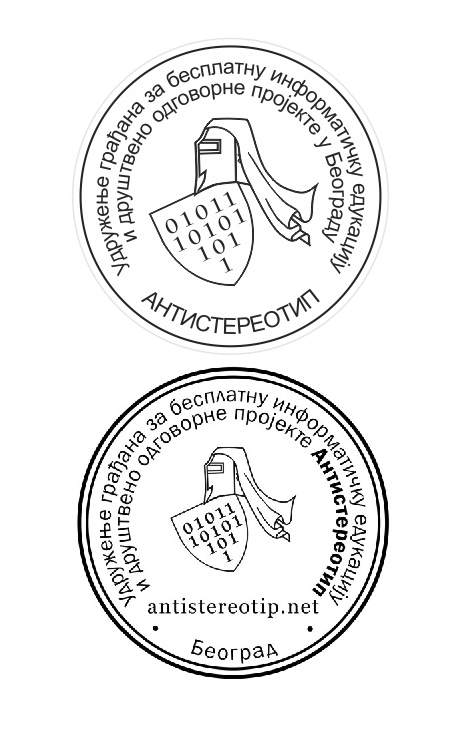 Удружење грађана за бесплатну информатичку едукацију
и друштвено одговорне пројекте у Београду
01011
10101
101
1
АНТИСТЕРЕОТИП
Удружење грађана за бесплатну информатичку едукацију
и друштвено одговорне пројекте Антистереотип
01011
10101
101
1
antistereotip.net
• Београд •